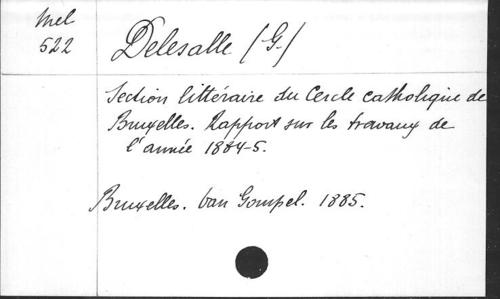 Mel
522
Delesalle (G.)
Section littéraire du Cercle catholique de
Bruxelles. Rapport sur les travaux de
l'année 1884-5.
Bruxelles. van Gompel. 1885.